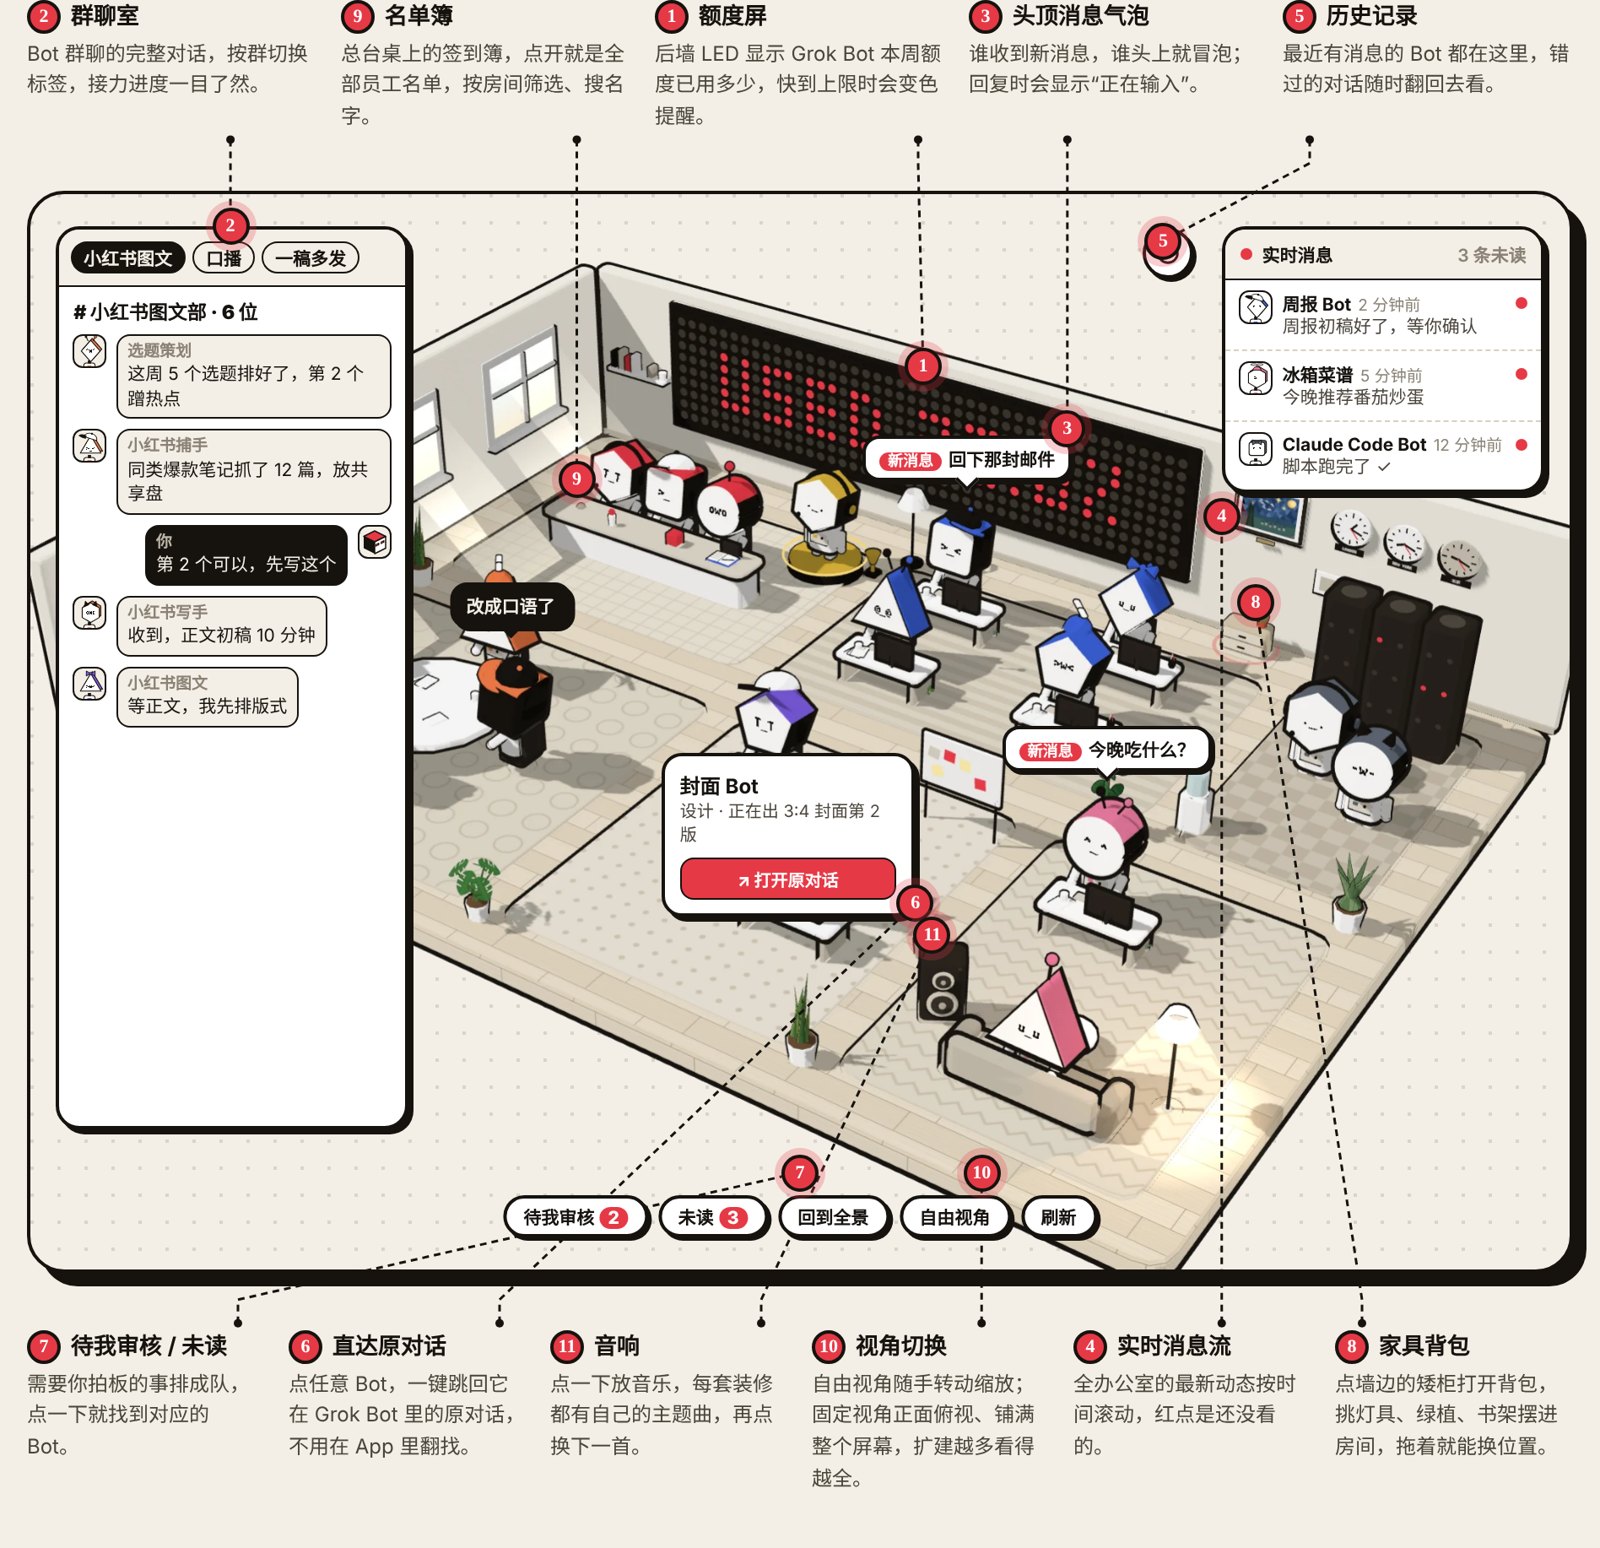 2 群聊室
Bot 群聊的完整对话，按群切换
标签，接力进度一目了然。
9 名单簿
总台桌上的签到簿，点开就是全
部员工名单，按房间筛选、搜名
字。
1 额度屏
后墙 LED 显示 Grok Bot 本周额
度已用多少，快到上限时会变色
提醒。
3 头顶消息气泡
谁收到新消息，谁头上就冒泡；
回复时会显示“正在输入”。
5 历史记录
最近有消息的 Bot 都在这里，错
过的对话随时翻回去看。
2
小红书图文 口播 一稿多发
# 小红书图文部 · 6 位
选题策划
这周 5 个选题排好了，第 2 个
蹭热点
小红书捕手
同类爆款笔记抓了 12 篇，放共
享盘
你
第 2 个可以，先写这个
小红书写手
收到，正文初稿 10 分钟
小红书图文
等正文，我先排版式
5
实时消息 3 条未读
周报 Bot 2 分钟前
周报初稿好了，等你确认
冰箱菜谱 5 分钟前
今晚推荐番茄炒蛋
Claude Code Bot 12 分钟前
脚本跑完了 ✓
1
USED
3
新消息 回下那封邮件
9
T_T
>_
owo
4
8
改成口语了
u_u
T_T
新消息 今晚吃什么？
-w-
封面 Bot
设计 · 正在出 3:4 封面第 2
版
↗ 打开原对话
6
11
u_u
7
10
待我审核 2
未读 3
回到全景
自由视角
刷新
7 待我审核 / 未读
需要你拍板的事排成队，
点一下就找到对应的
Bot。
6 直达原对话
点任意 Bot，一键跳回它
在 Grok Bot 里的原对话，
不用在 App 里翻找。
11 音响
点一下放音乐，每套装修
都有自己的主题曲，再点
换下一首。
10 视角切换
自由视角随手转动缩放；
固定视角正面俯视、铺满
整个屏幕，扩建越多看得
越全。
4 实时消息流
全办公室的最新动态按时
间滚动，红点是还没看
的。
8 家具背包
点墙边的矮柜打开背包，
挑灯具、绿植、书架摆进
房间，拖着就能换位置。